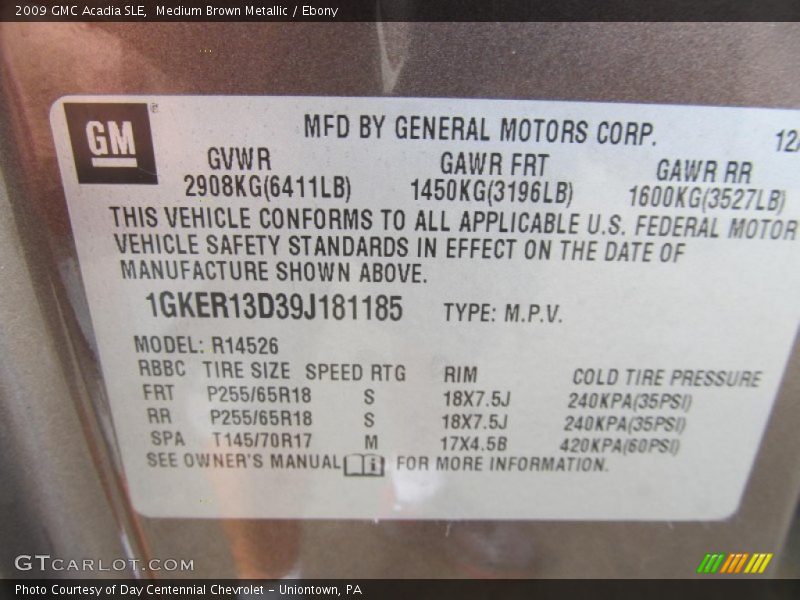 2009 GMC Acadia SLE,  Medium Brown Metallic / Ebony
GM
MFD BY GENERAL MOTORS CORP. 12/
GVWR GAWR FRT GAWR RR
2908KG(6411LB) 1450KG(3196LB) 1600KG(3527LB)
THIS VEHICLE CONFORMS TO ALL APPLICABLE U.S. FEDERAL MOTOR
VEHICLE SAFETY STANDARDS IN EFFECT ON THE DATE OF
MANUFACTURE SHOWN ABOVE.
1GKER13D39J181185 TYPE: M.P.V.
MODEL: R14526
RBBC TIRE SIZE SPEED RTG RIM COLD TIRE PRESSURE
FRT P255/65R18 S 18X7.5J 240KPA(35PSI)
RR P255/65R18 S 18X7.5J 240KPA(35PSI)
SPA T145/70R17 M 17X4.5B 420KPA(60PSI)
SEE OWNER'S MANUAL FOR MORE INFORMATION.
GTCARLOT.COM
Photo Courtesy of Day Centennial Chevrolet - Uniontown, PA